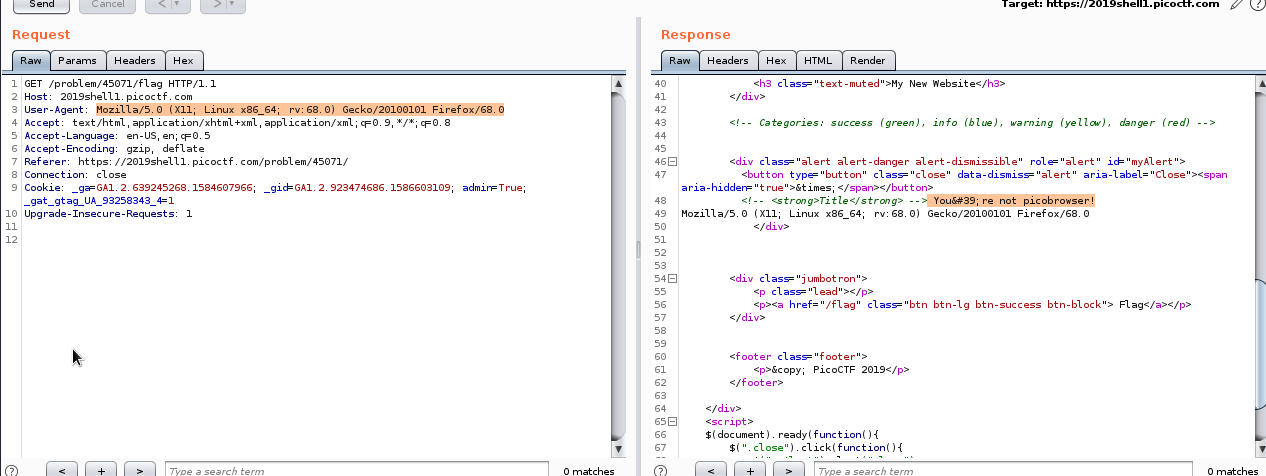 Send Cancel < > Target: https://2019shell1.picoctf.com
Request
Raw Params Headers Hex
1 GET /problem/45071/flag HTTP/1.1
2 Host: 2019shell1.picoctf.com
3 User-Agent: Mozilla/5.0 (X11; Linux x86_64; rv:68.0) Gecko/20100101 Firefox/68.0
4 Accept: text/html,application/xhtml+xml,application/xml;q=0.9,*/*;q=0.8
5 Accept-Language: en-US,en;q=0.5
6 Accept-Encoding: gzip, deflate
7 Referer: https://2019shell1.picoctf.com/problem/45071/
8 Connection: close
9 Cookie: _ga=GA1.2.639245268.1584607966; _gid=GA1.2.923474686.1586603109; admin=True;
_gat_gtag_UA_93258343_4=1
10 Upgrade-Insecure-Requests: 1
11
12
< + > Type a search term 0 matches
Response
Raw Headers Hex HTML Render
40 <h3 class="text-muted">My New Website</h3>
41 </div>
42
43 <!-- Categories: success (green), info (blue), warning (yellow), danger (red) -->
44
45
46 <div class="alert alert-danger alert-dismissible" role="alert" id="myAlert">
47 <button type="button" class="close" data-dismiss="alert" aria-label="Close"><span
aria-hidden="true">&times;</span></button>
48 <!-- <strong>Title</strong> --> You&#39;re not picobrowser!
49 Mozilla/5.0 (X11; Linux x86_64; rv:68.0) Gecko/20100101 Firefox/68.0
50 </div>
51
52
53
54 <div class="jumbotron">
55 <p class="lead"></p>
56 <p><a href="/flag" class="btn btn-lg btn-success btn-block"> Flag</a></p>
57 </div>
58
59
60 <footer class="footer">
61 <p>&copy; PicoCTF 2019</p>
62 </footer>
63
64 </div>
65 <script>
66 $(document).ready(function(){
67 $(".close").click(function(){
< + > Type a search term 0 matches